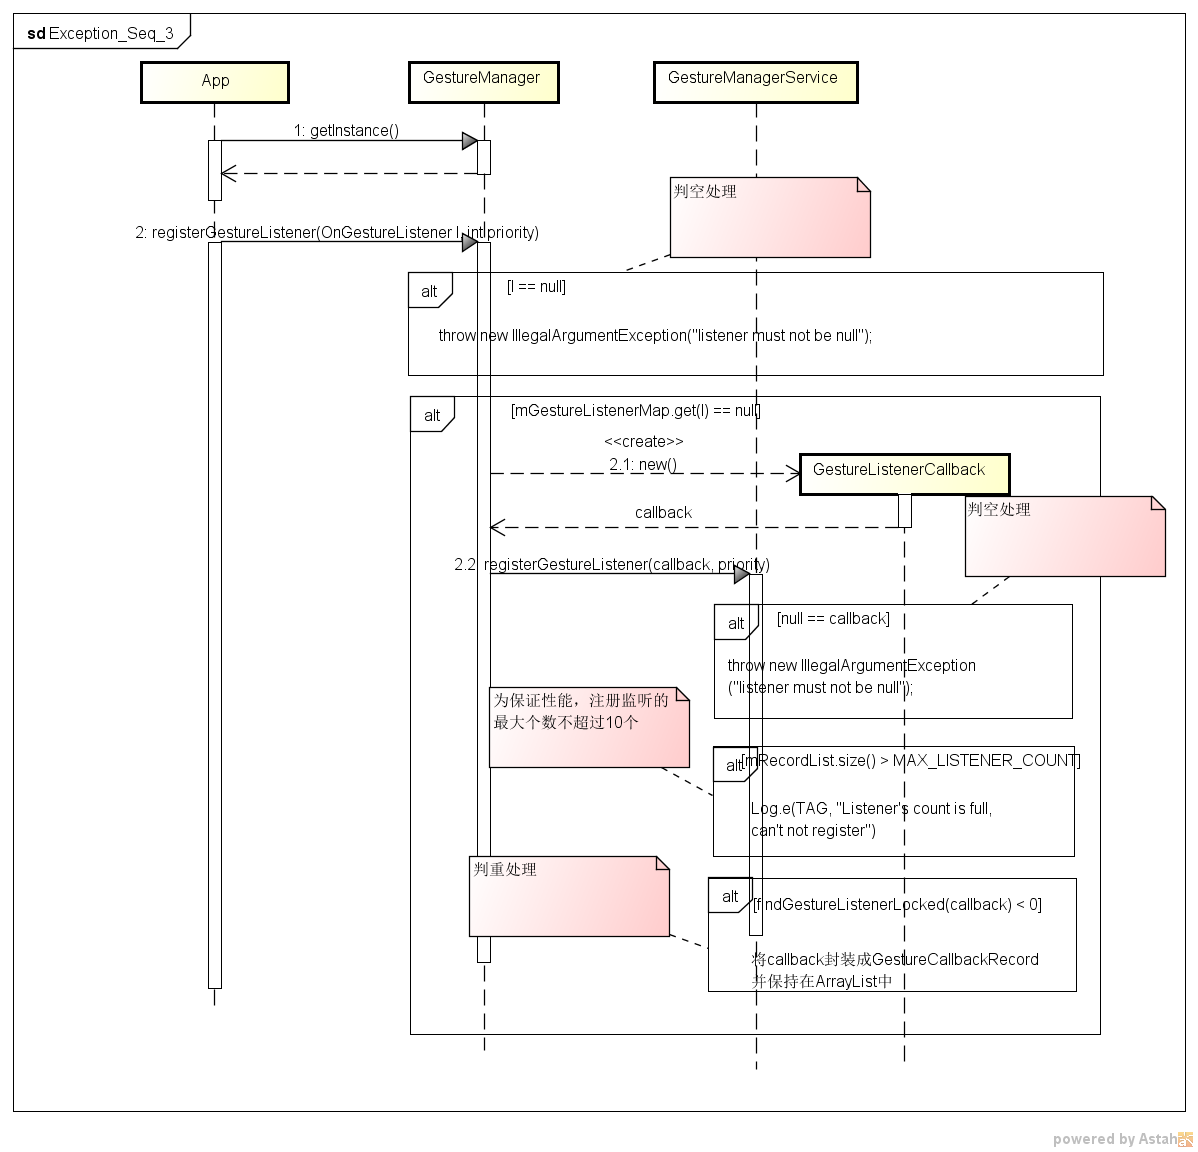 sd Exception_Seq_3
App
GestureManager
GestureManagerService
1: getInstance()
判空处理
2: registerGestureListener(OnGestureListener l, int priority)
alt
[l == null]
throw new IllegalArgumentException("listener must not be null");
alt
[mGestureListenerMap.get(l) == null]
<<create>>
2.1: new()
GestureListenerCallback
判空处理
callback
2.2: registerGestureListener(callback, priority)
alt
[null == callback]
throw new IllegalArgumentException
("listener must not be null");
为保证性能，注册监听的
最大个数不超过10个
alt
[mRecordList.size() > MAX_LISTENER_COUNT]
Log.e(TAG, "Listener's count is full,
can't not register")
判重处理
alt
[findGestureListenerLocked(callback) < 0]
将callback封装成GestureCallbackRecord
并保持在ArrayList中
powered by Astah